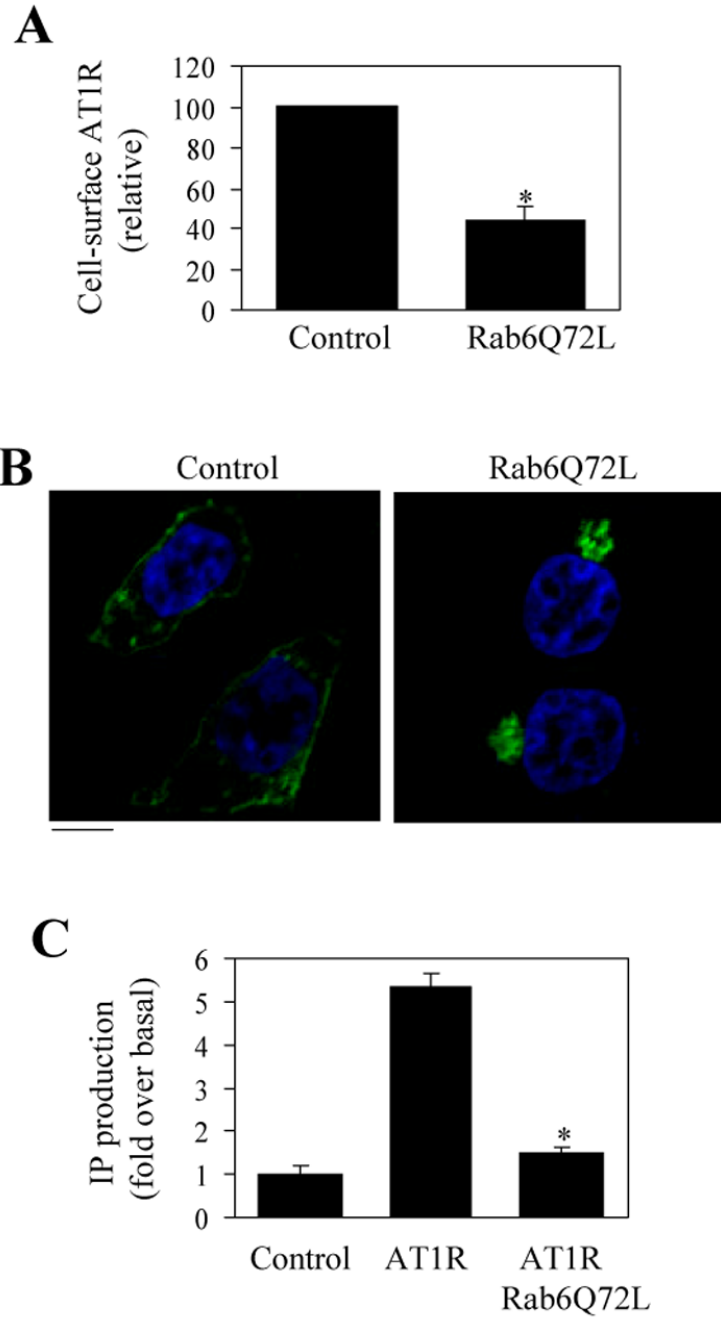 A
Cell-surface AT1R
(relative)
120
100
80
60
40
20
0
*
Control Rab6Q72L
B
Control Rab6Q72L
C
IP production
(fold over basal)
6
5
4
3
2
1
0
*
Control AT1R AT1R
Rab6Q72L